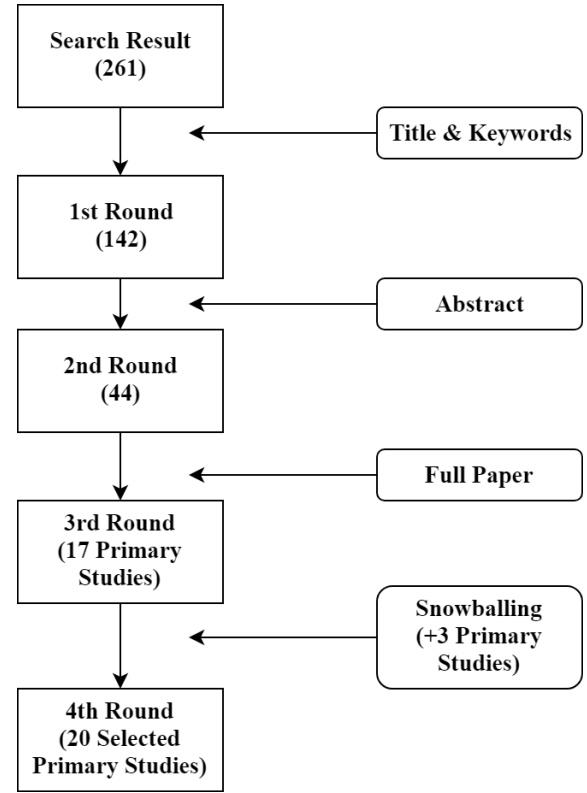 Search Result
(261)
Title & Keywords
1st Round
(142)
Abstract
2nd Round
(44)
Full Paper
3rd Round
(17 Primary
Studies)
Snowballing
(+3 Primary
Studies)
4th Round
(20 Selected
Primary Studies)